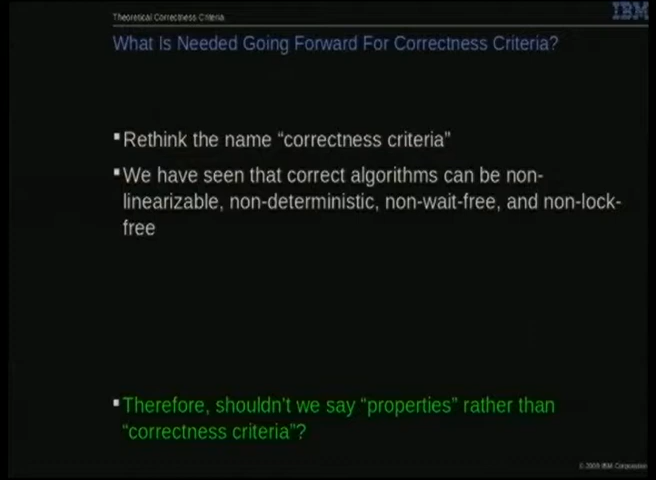 Theoretical Correctness Criteria
IBM
What Is Needed Going Forward For Correctness Criteria?
▪Rethink the name “correctness criteria”
▪We have seen that correct algorithms can be non-
linearizable, non-deterministic, non-wait-free, and non-lock-
free
▪Therefore, shouldn’t we say “properties” rather than
“correctness criteria”?
IBM Corporation